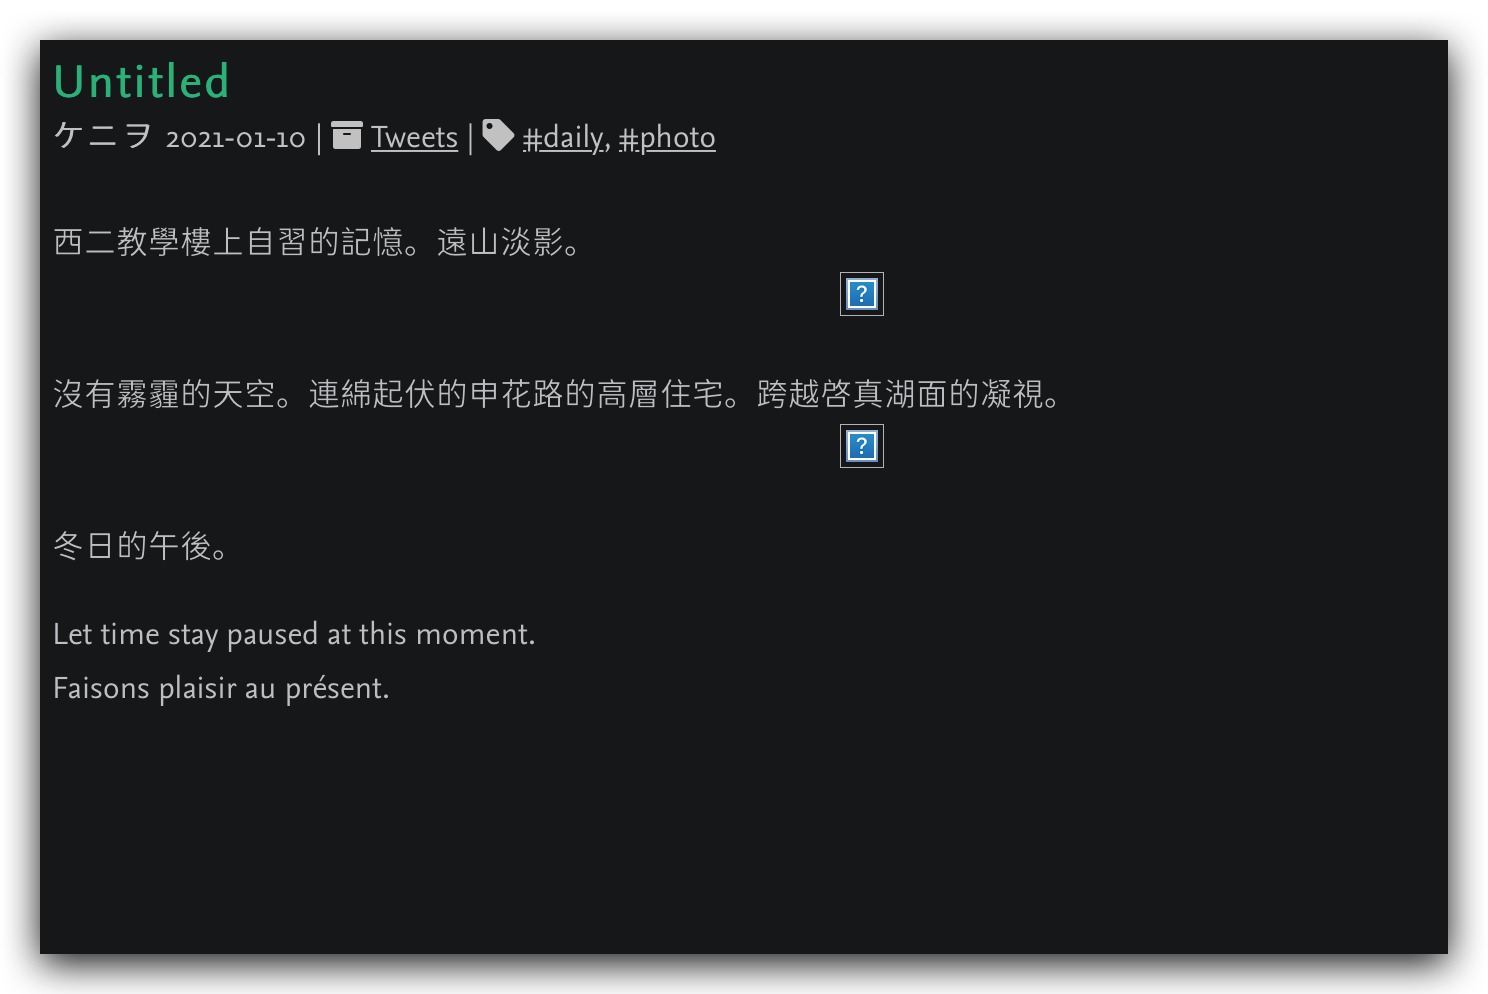 Untitled
ケニヲ 2021-01-10 | Tweets | #daily, #photo
西二教學樓上自習的記憶。遠山淡影。
?
沒有霧霾的天空。連綿起伏的申花路的高層住宅。跨越啓真湖面的凝視。
?
冬日的午後。
Let time stay paused at this moment.
Faisons plaisir au présent.